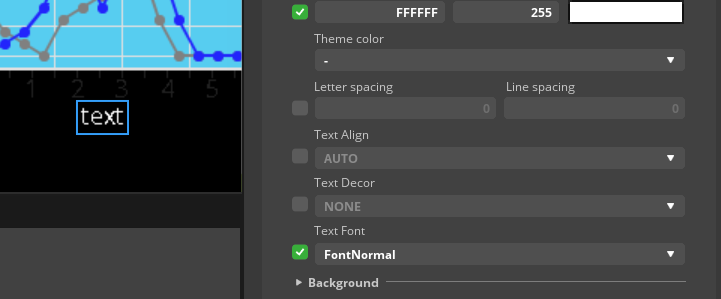 1 2 3 4 5
text
FFFFFF 255
Theme color
-
Letter spacing Line spacing
0 0
Text Align
AUTO
Text Decor
NONE
Text Font
FontNormal
Background